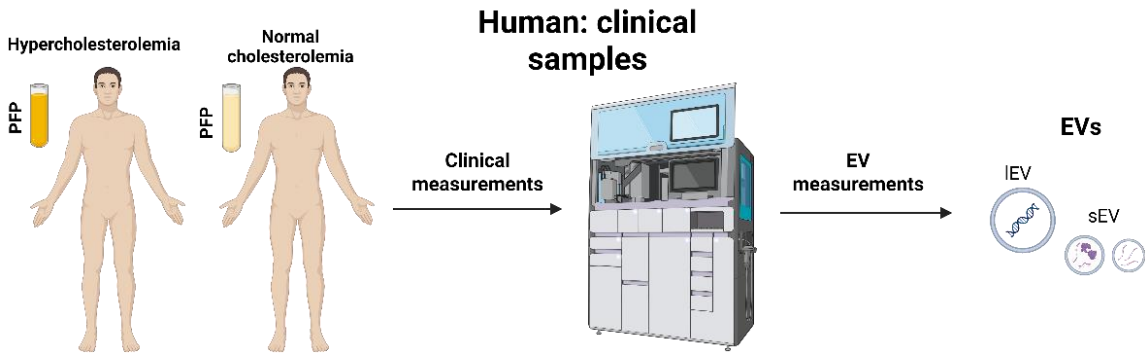 Human: clinical
samples
Hypercholesterolemia
Normal
cholesterolemia
PFP
PFP
Clinical
measurements
EV
measurements
EVs
lEV
sEV